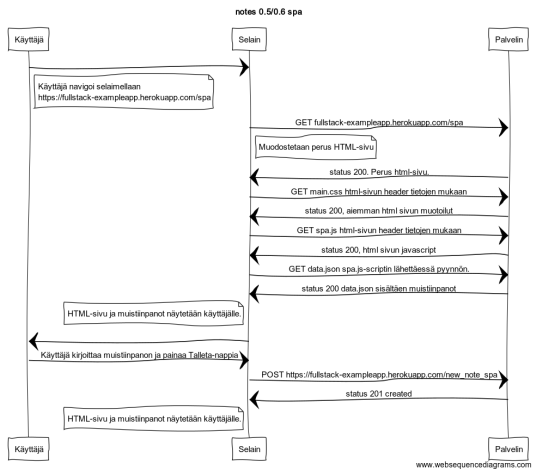 notes 0.5/0.6 spa
Käyttäjä
Selain
Palvelin
Käyttäjä navigoi selaimellaan
https://fullstack-exampleapp.herokuapp.com/spa
GET fullstack-exampleapp.herokuapp.com/spa
Muodostetaan perus HTML-sivu
status 200. Perus html-sivu.
GET main.css html-sivun header tietojen mukaan
status 200, aiemman html sivun muotoilut
GET spa.js html-sivun header tietojen mukaan
status 200, html sivun javascript
GET data.json spa.js-scriptin lähettäessä pyynnön.
status 200 data.json sisältäen muistiinpanot
HTML-sivu ja muistiinpanot näytetään käyttäjälle.
Käyttäjä kirjoittaa muistiinpanon ja painaa Talleta-nappia
POST https://fullstack-exampleapp.herokuapp.com/new_note_spa
status 201 created
HTML-sivu ja muistiinpanot näytetään käyttäjälle.
Käyttäjä
Selain
Palvelin
www.websequencediagrams.com